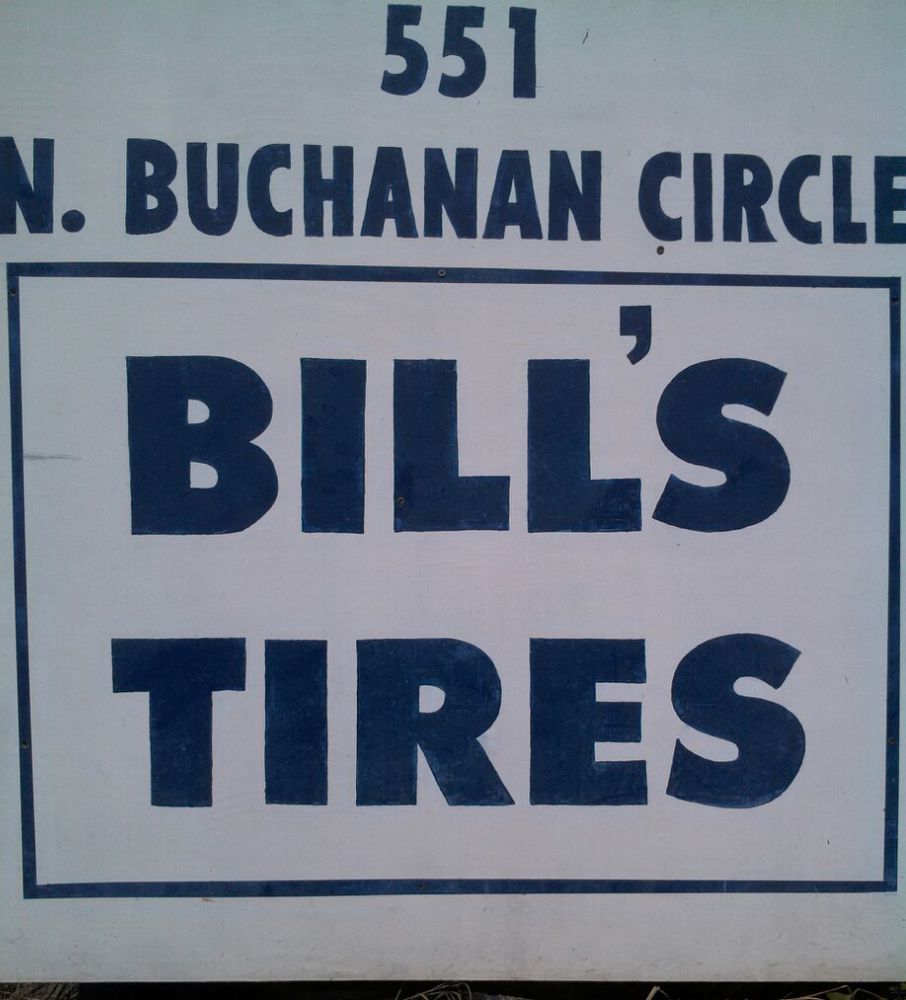 551
N. BUCHANAN CIRCLE
BILL'S
TIRES